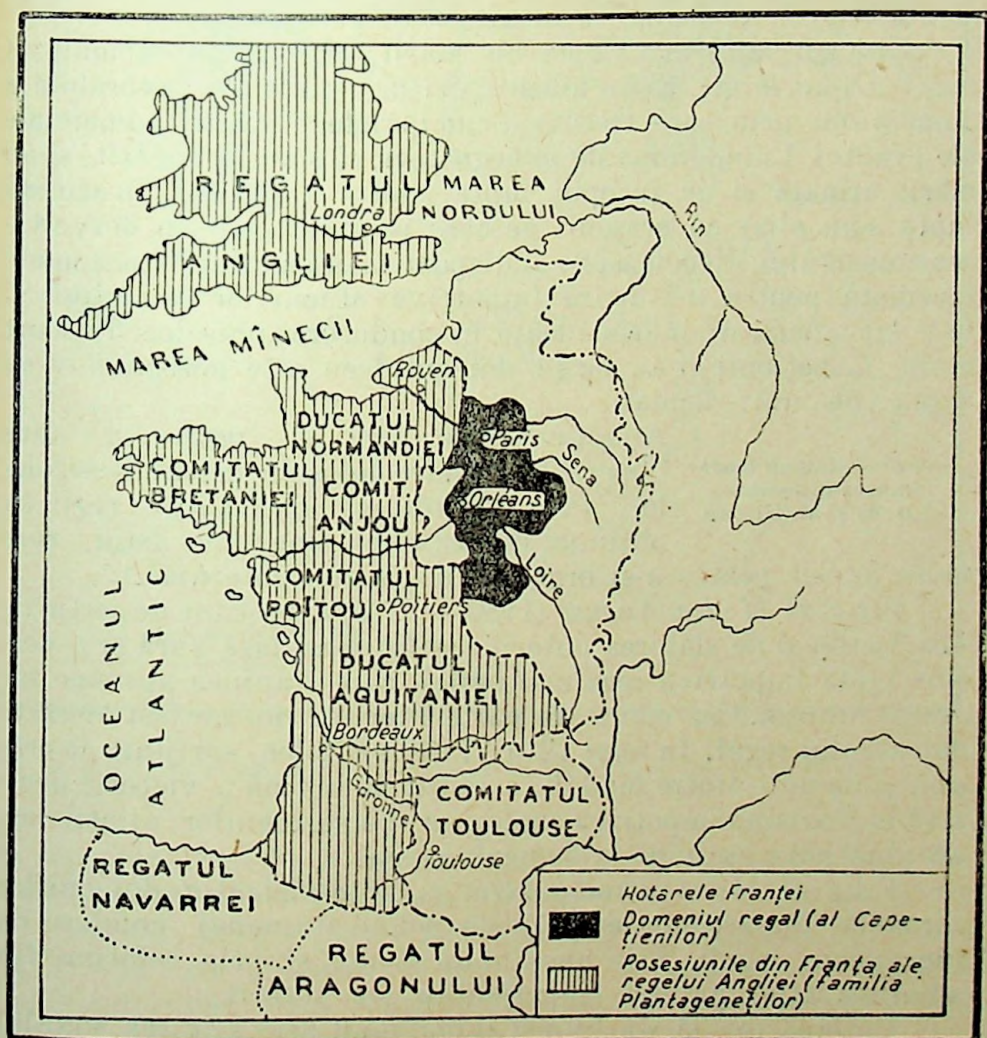 REGATUL
ANGLIEI
Londra
MAREA
NORDULUI
Rin
MAREA MÎNECII
Rouen
DUCATUL
NORMANDIEI
Paris
Sena
COMITATUL
BRETANIEI
COMIT.
ANJOU
Orléans
Loire
COMITATUL
POITOU
Poitiers
OCEANUL
ATLANTIC
DUCATUL
AQUITANIEI
Bordeaux
Garonne
COMITATUL
TOULOUSE
Toulouse
REGATUL
NAVARREI
REGATUL
ARAGONULUI
Hotarele Franței
Domeniul regal (al Cape-
tienilor)
Posesiunile din Franța ale
regelui Angliei (familia
Plantageneților)